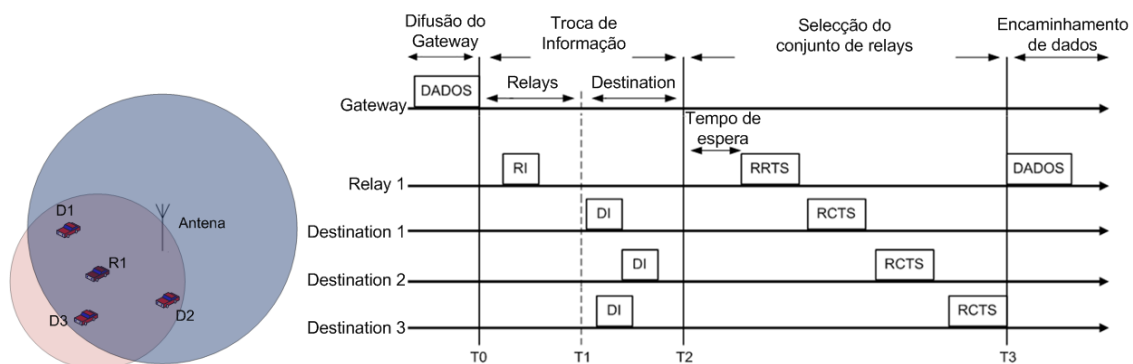 D1
Antena
R1
D3
D2
Difusão do
Gateway
Troca de
Informação
Selecção do
conjunto de relays
Encaminhamento
de dados
DADOS
Relays
Destination
Gateway
Tempo de
espera
Relay 1
RI
RRTS
DADOS
Destination 1
DI
RCTS
Destination 2
DI
RCTS
Destination 3
DI
RCTS
T0
T1
T2
T3